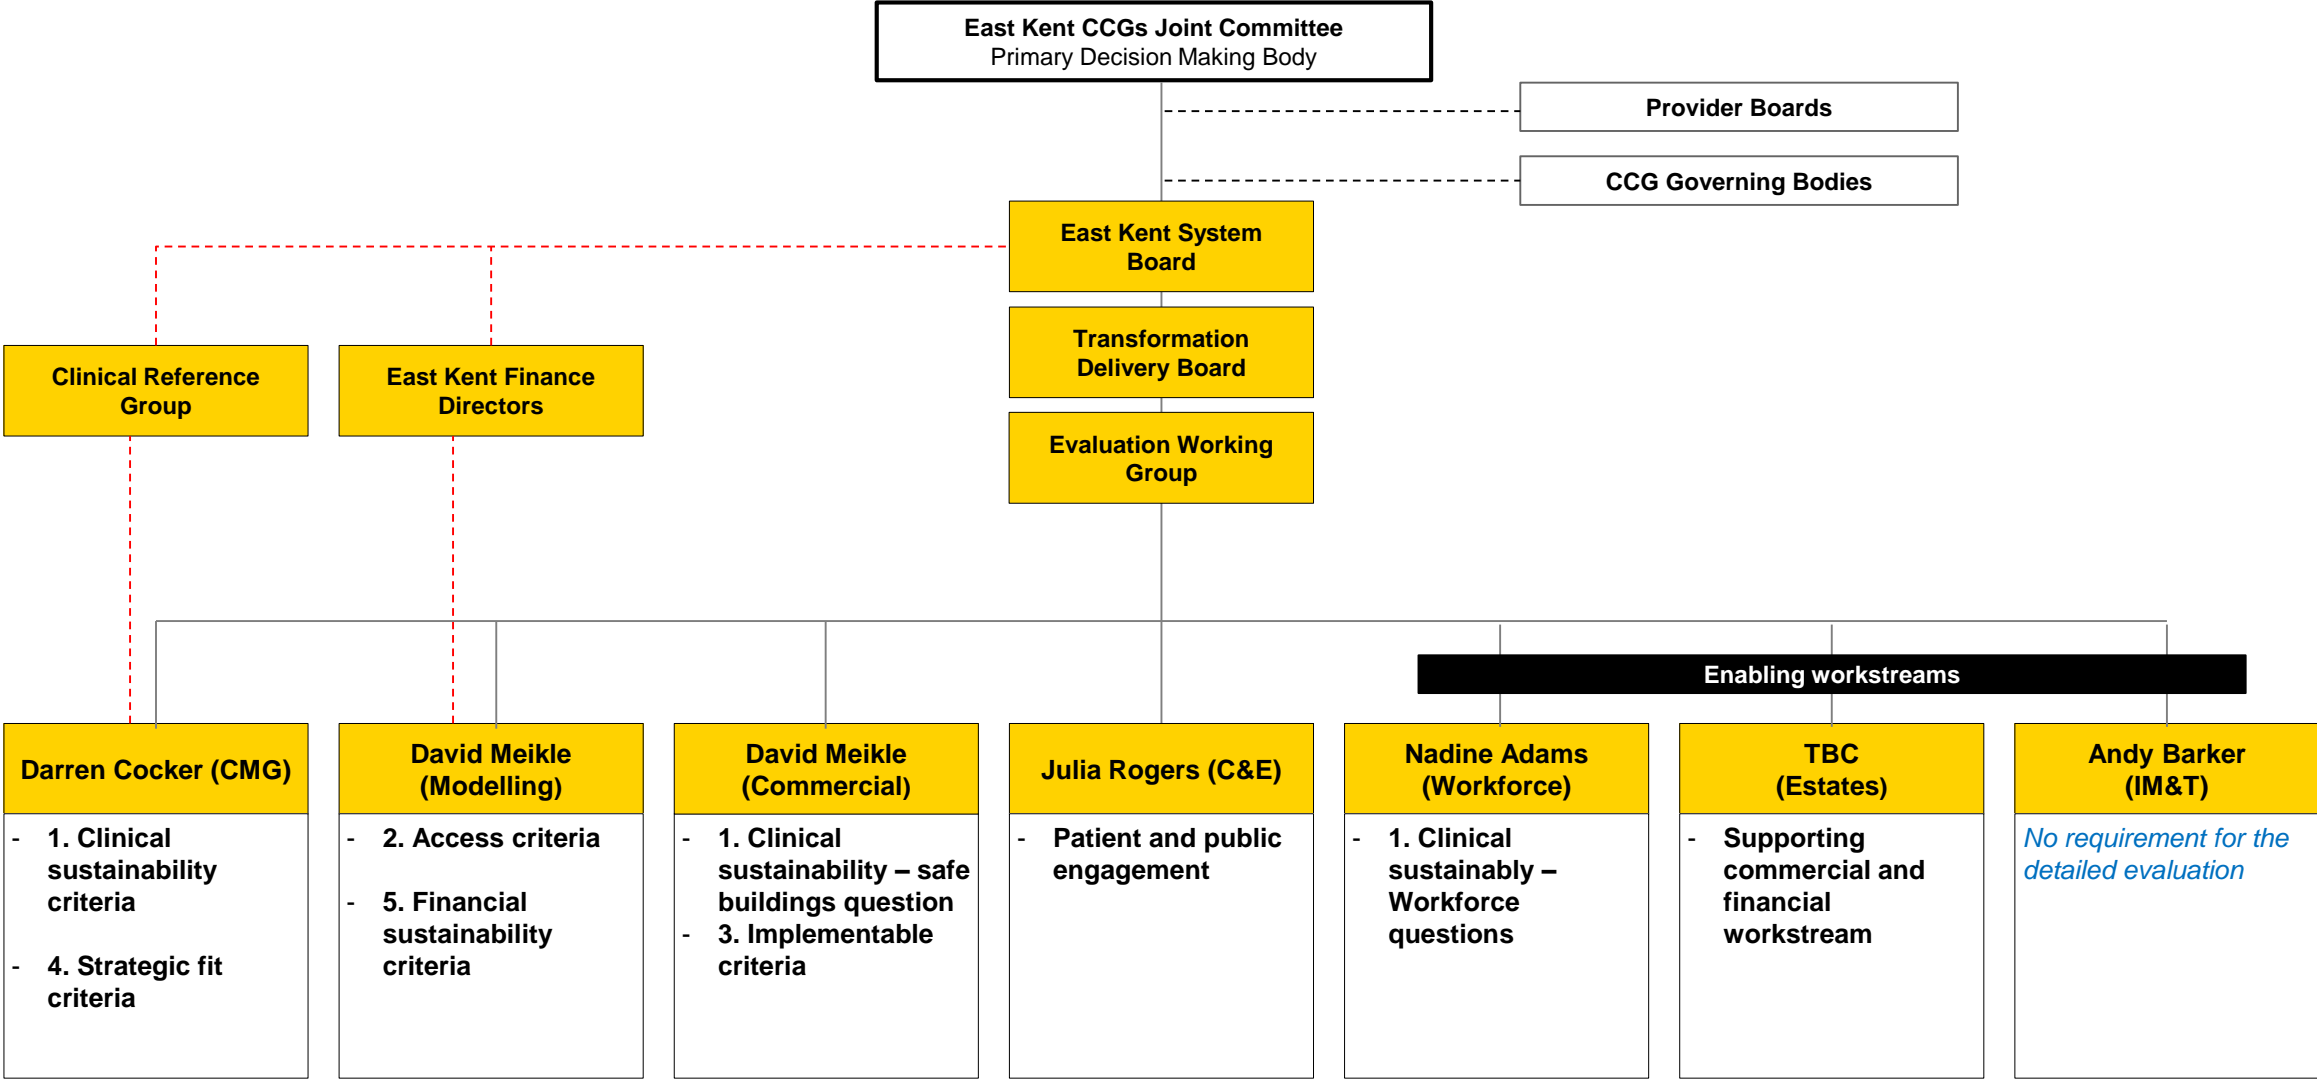 East Kent CCGs Joint Committee
Primary Decision Making Body
Provider Boards
CCG Governing Bodies
East Kent System
Board
Transformation
Delivery Board
Clinical Reference
Group
East Kent Finance
Directors
Evaluation Working
Group
Enabling workstreams
Darren Cocker (CMG)
- 1. Clinical
sustainability
criteria
- 4. Strategic fit
criteria
David Meikle
(Modelling)
- 2. Access criteria
- 5. Financial
sustainability
criteria
David Meikle
(Commercial)
- 1. Clinical
sustainability – safe
buildings question
- 3. Implementable
criteria
Julia Rogers (C&E)
- Patient and public
engagement
Nadine Adams
(Workforce)
- 1. Clinical
sustainably –
Workforce
questions
TBC
(Estates)
- Supporting
commercial and
financial
workstream
Andy Barker
(IM&T)
No requirement for the
detailed evaluation